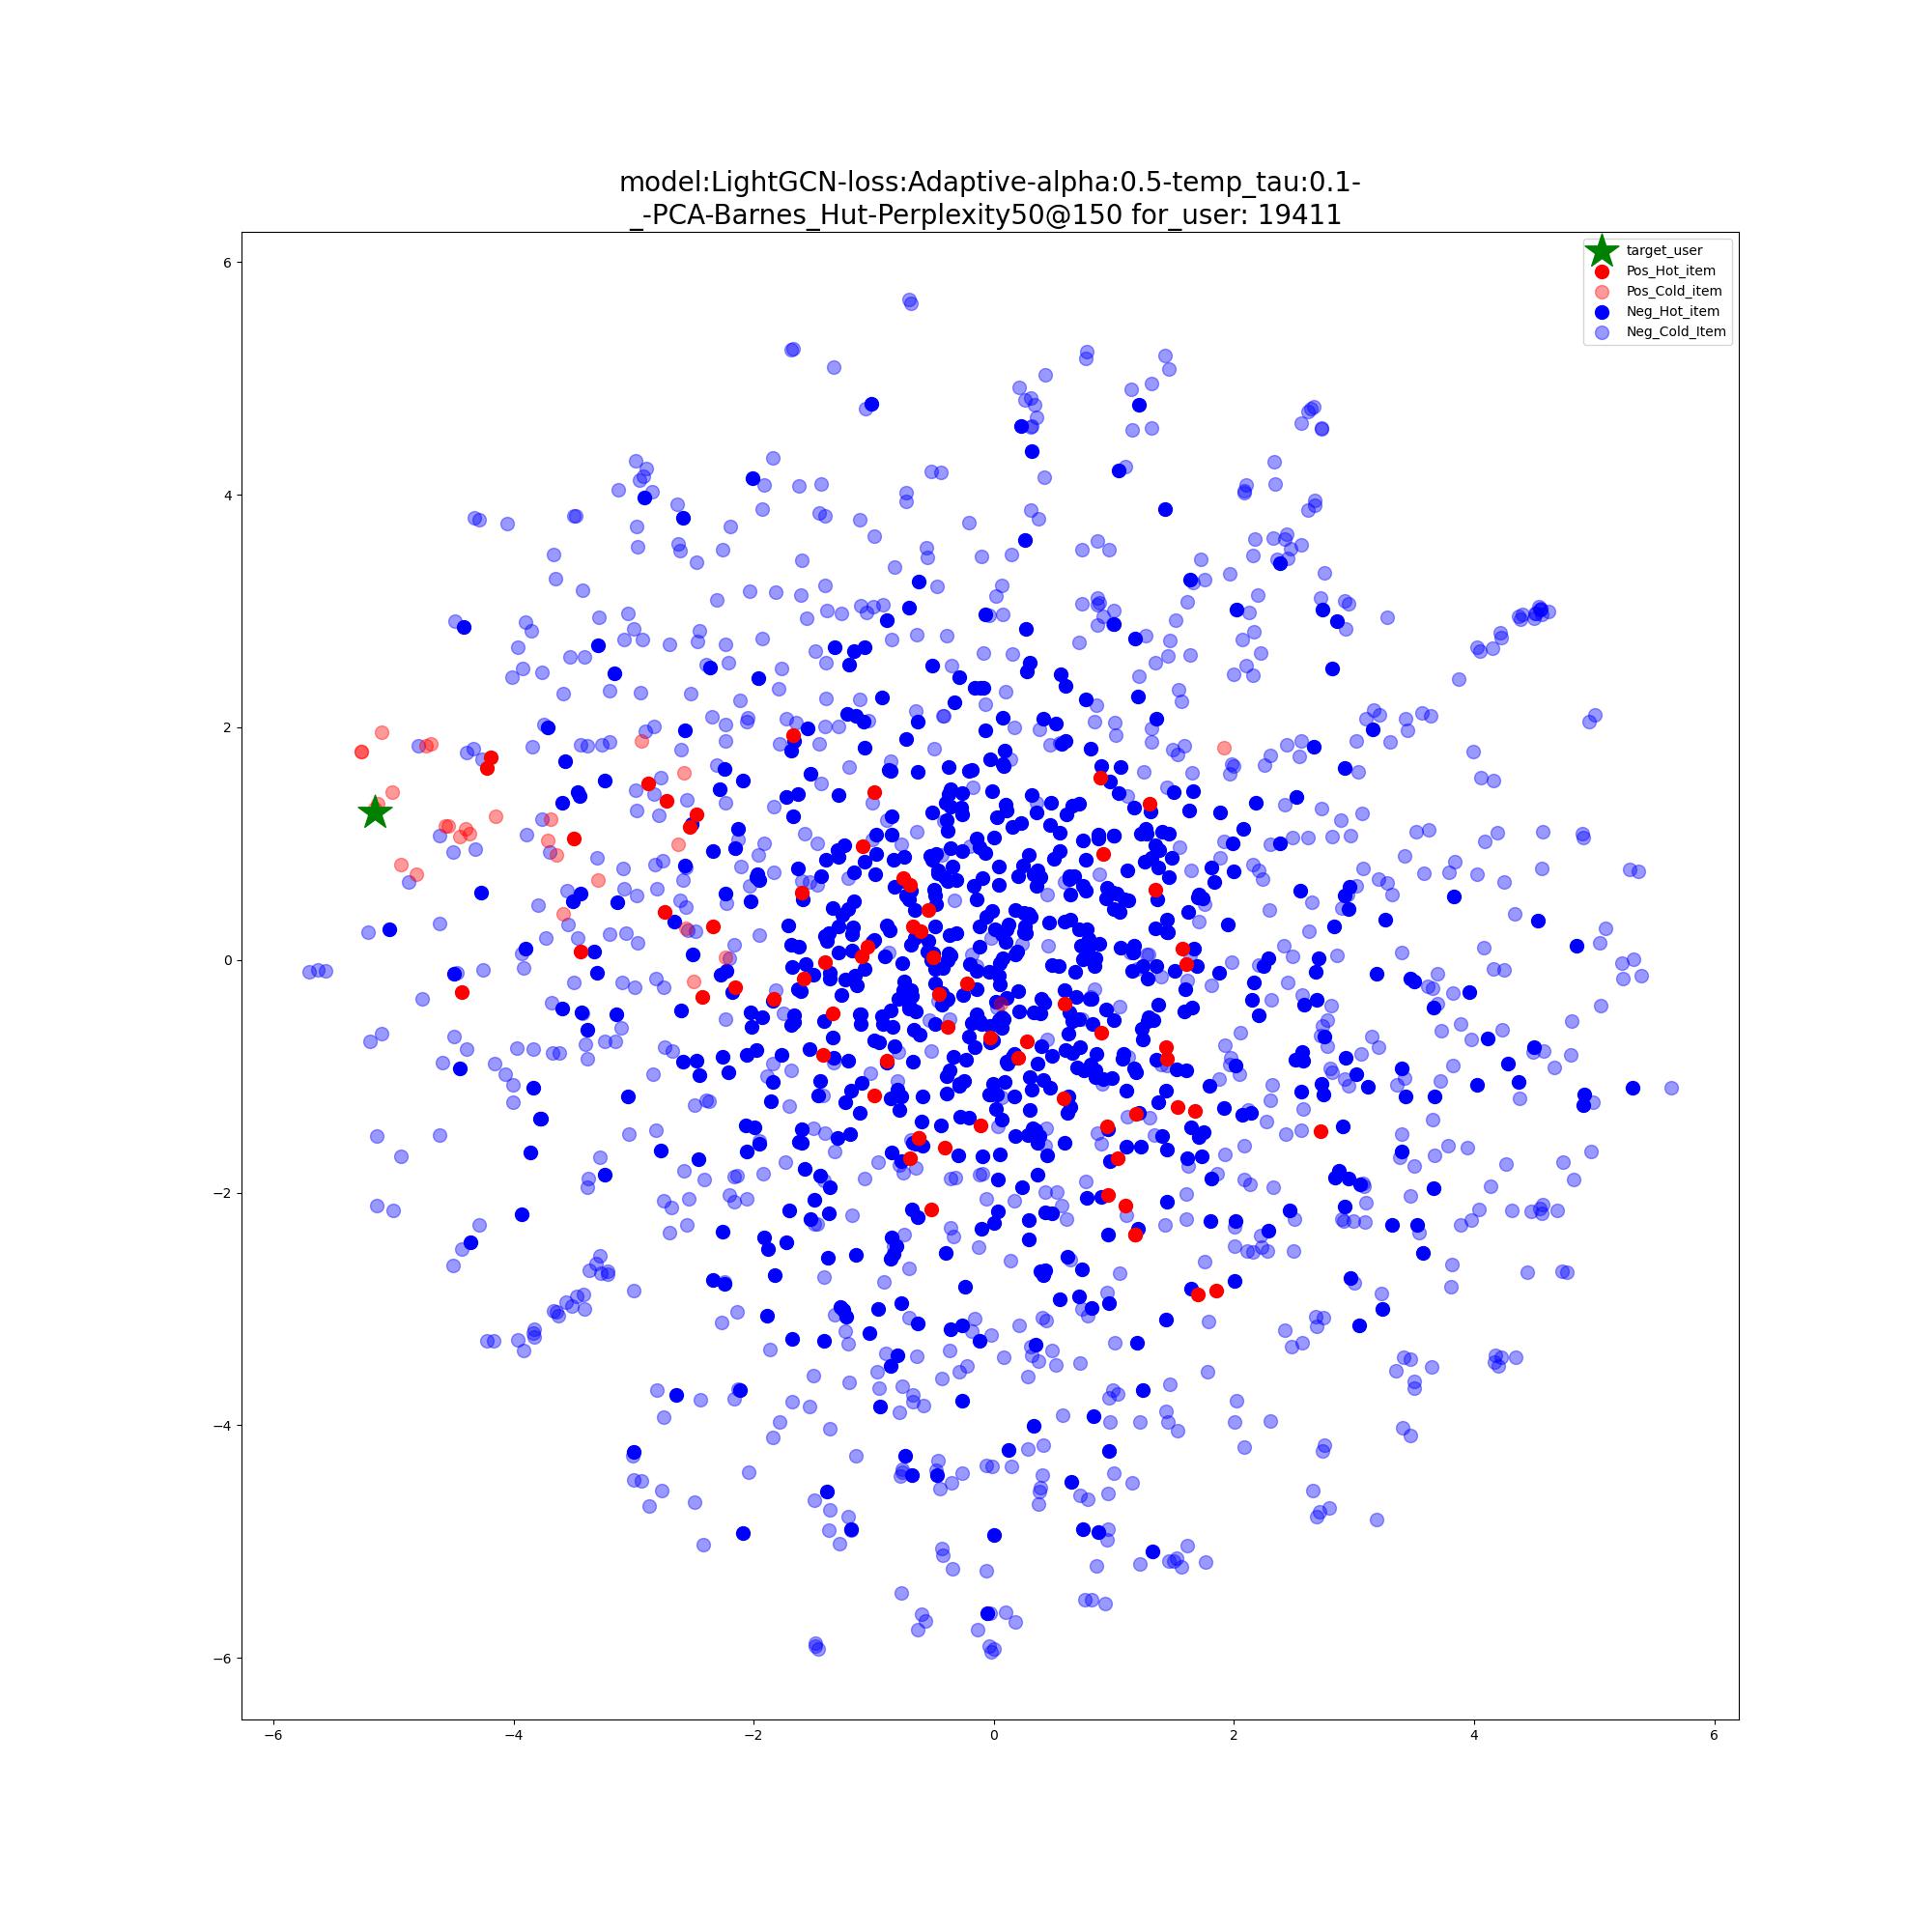 model:LightGCN-loss:Adaptive-alpha:0.5-temp_tau:0.1-
_-PCA-Barnes_Hut-Perplexity50@150 for_user: 19411
target_user
Pos_Hot_item
Pos_Cold_item
Neg_Hot_item
Neg_Cold_Item
6
4
2
0
−2
−4
−6
−6
−4
−2
0
2
4
6